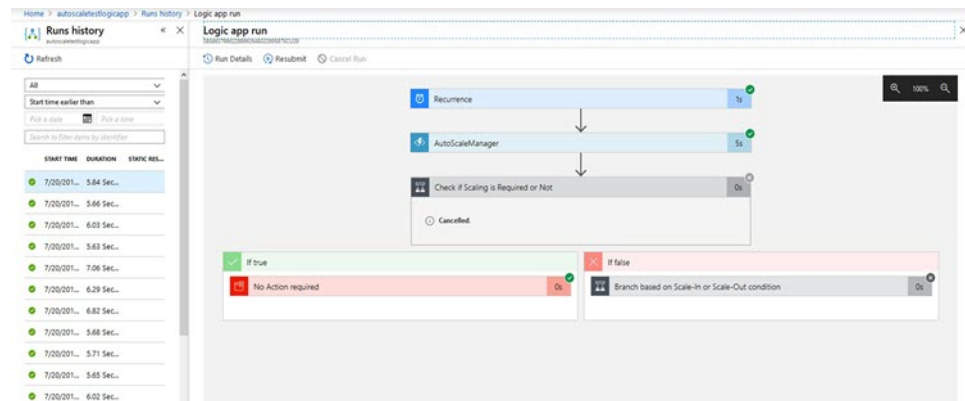 Home > autoscaletestlogicapp > Runs history > Logic app run
Runs history
autoscaletestlogicapp
Refresh
All
Start time earlier than
Pick a date
Pick a time
Search to filter items by identifier
START TIME DURATION STATIC RES...
7/20/201... 5.84 Sec...
7/20/201... 5.66 Sec...
7/20/201... 6.03 Sec...
7/20/201... 5.63 Sec...
7/20/201... 7.06 Sec...
7/20/201... 6.29 Sec...
7/20/201... 6.82 Sec...
7/20/201... 5.68 Sec...
7/20/201... 5.71 Sec...
7/20/201... 5.65 Sec...
7/20/201... 6.02 Sec...
Logic app run
Run Details Resubmit Cancel Run
100%
Recurrence 1s
AutoScaleManager 5s
Check if Scaling is Required or Not 0s
Cancelled.
If true
No Action required 0s
If false
Branch based on Scale-In or Scale-Out condition 0s